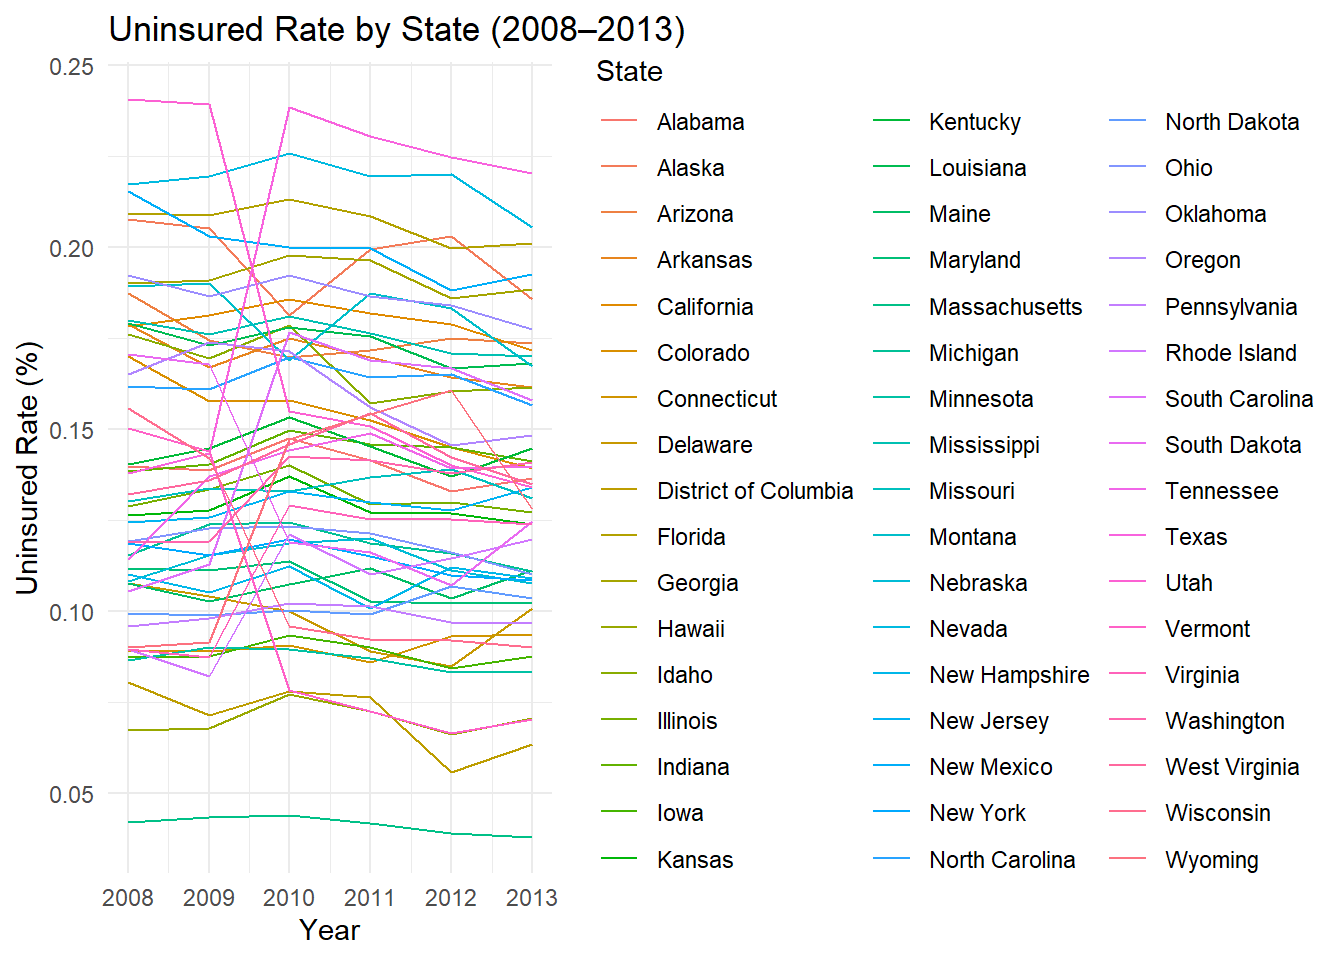 Uninsured Rate by State (2008–2013)
Uninsured Rate (%)
0.25
0.20
0.15
0.10
0.05
2008 2009 2010 2011 2012 2013
Year
State
Alabama
Alaska
Arizona
Arkansas
California
Colorado
Connecticut
Delaware
District of Columbia
Florida
Georgia
Hawaii
Idaho
Illinois
Indiana
Iowa
Kansas
Kentucky
Louisiana
Maine
Maryland
Massachusetts
Michigan
Minnesota
Mississippi
Missouri
Montana
Nebraska
Nevada
New Hampshire
New Jersey
New Mexico
New York
North Carolina
North Dakota
Ohio
Oklahoma
Oregon
Pennsylvania
Rhode Island
South Carolina
South Dakota
Tennessee
Texas
Utah
Vermont
Virginia
Washington
West Virginia
Wisconsin
Wyoming